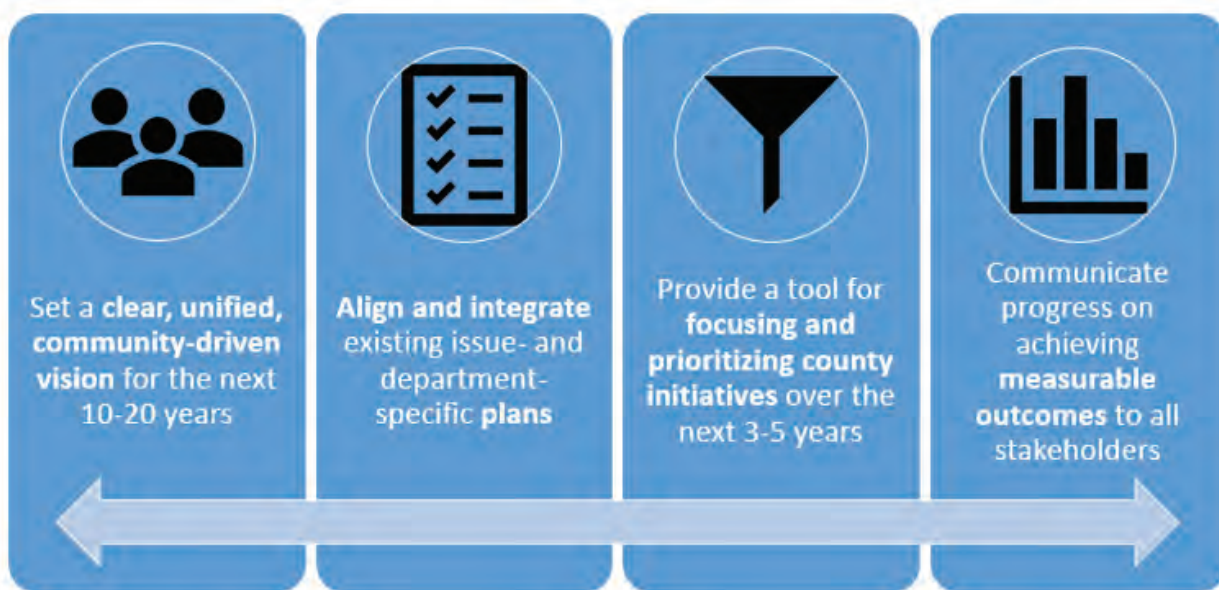 Set a clear, unified,
community-driven
vision for the next
10-20 years
Align and integrate
existing issue- and
department-
specific plans
Provide a tool for
focusing and
prioritizing county
initiatives over the
next 3-5 years
Communicate
progress on
achieving
measurable
outcomes to all
stakeholders